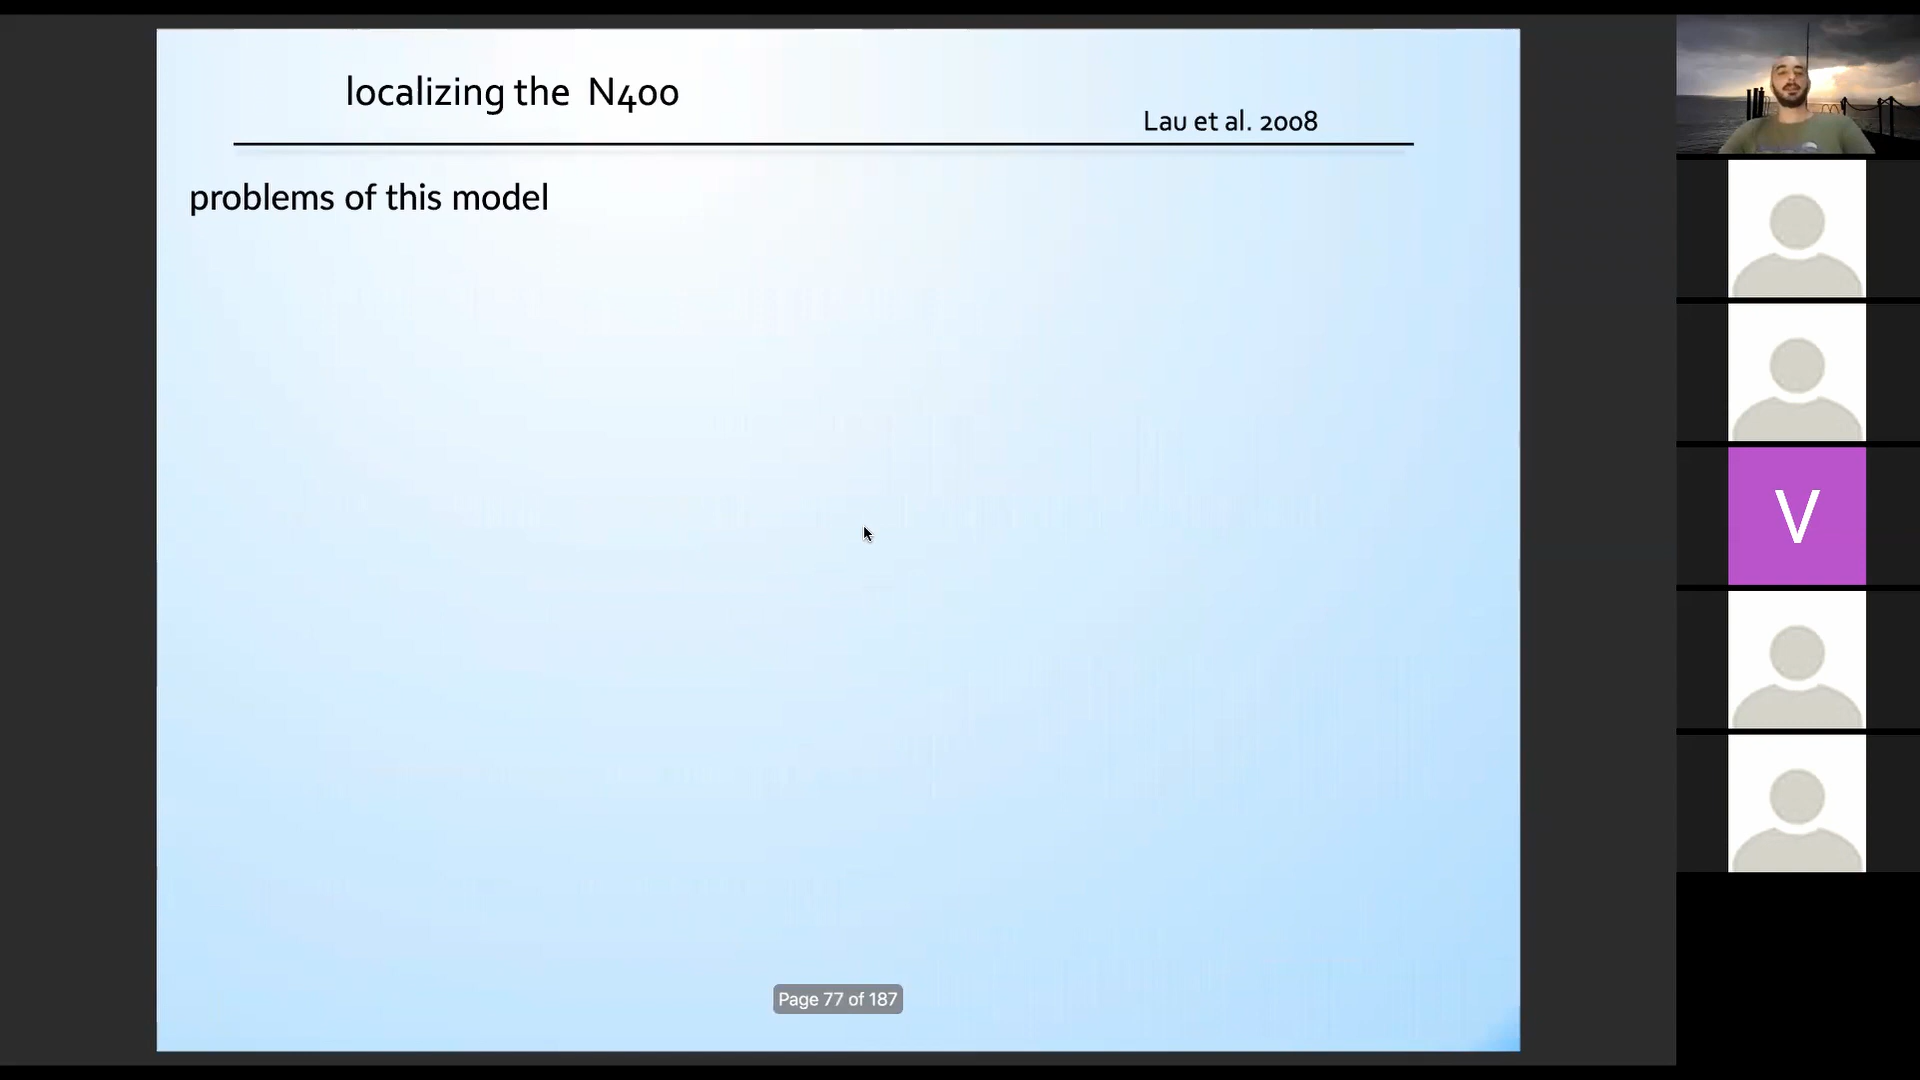 localizing the N400
Lau et al. 2008
problems of this model
V
Page 77 of 187